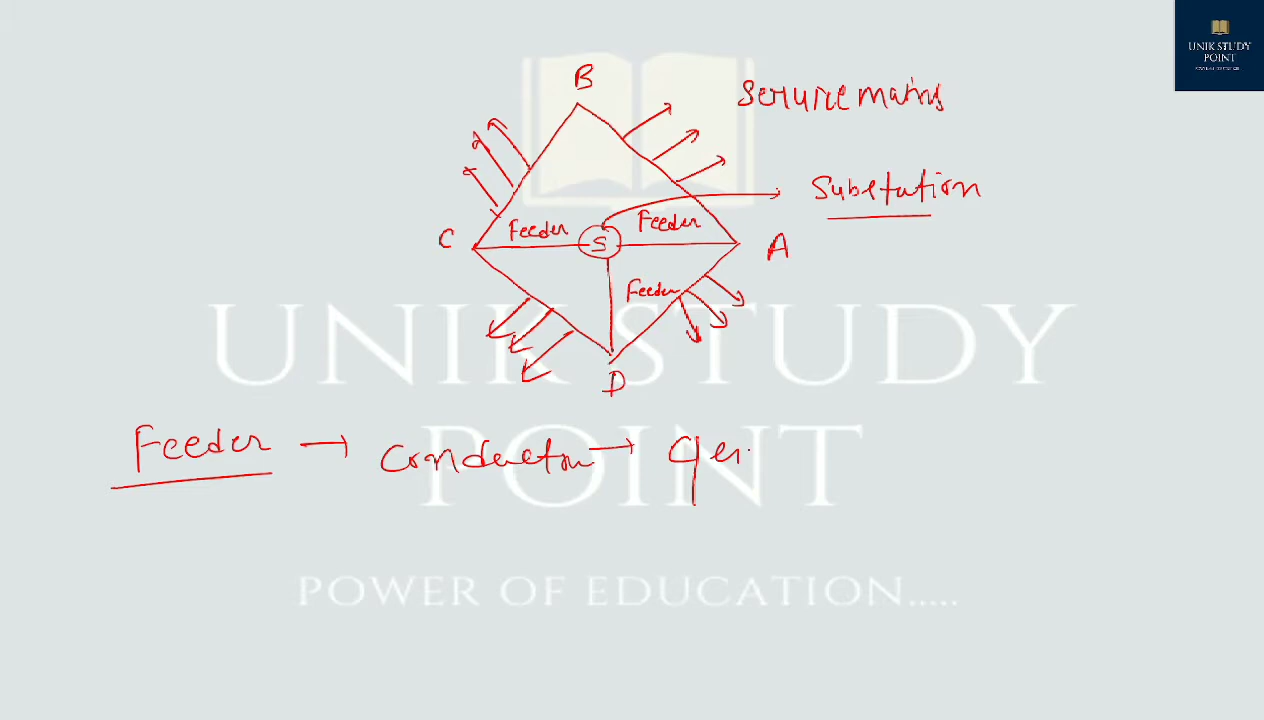 UNIK STUDY
POINT
B
Service mains
Substation
Feeder
Feeder
C
S
A
Feeder
UNIK STUDY
D
Feeder → Conductor →
POINT
POWER OF EDUCATION.....